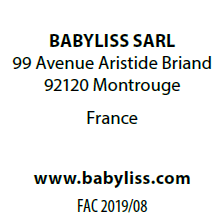 BABYLISS SARL
99 Avenue Aristide Briand
92120 Montrouge
France
www.babyliss.com
FAC 2019/08